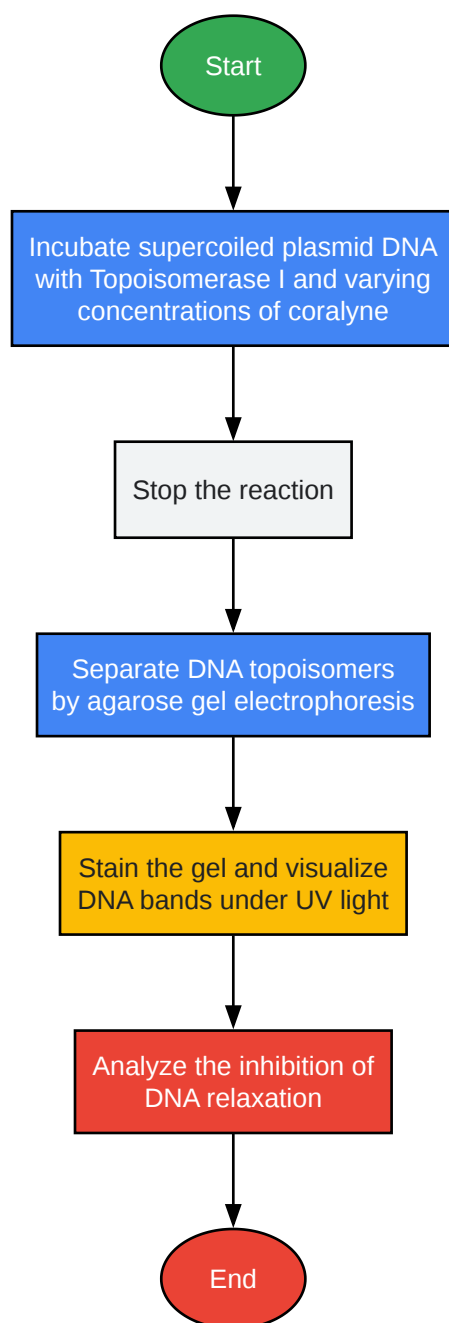 Start
Incubate supercoiled plasmid DNA
with Topoisomerase I and varying
concentrations of coralyne
Stop the reaction
Separate DNA topoisomers
by agarose gel electrophoresis
Stain the gel and visualize
DNA bands under UV light
Analyze the inhibition of
DNA relaxation
End